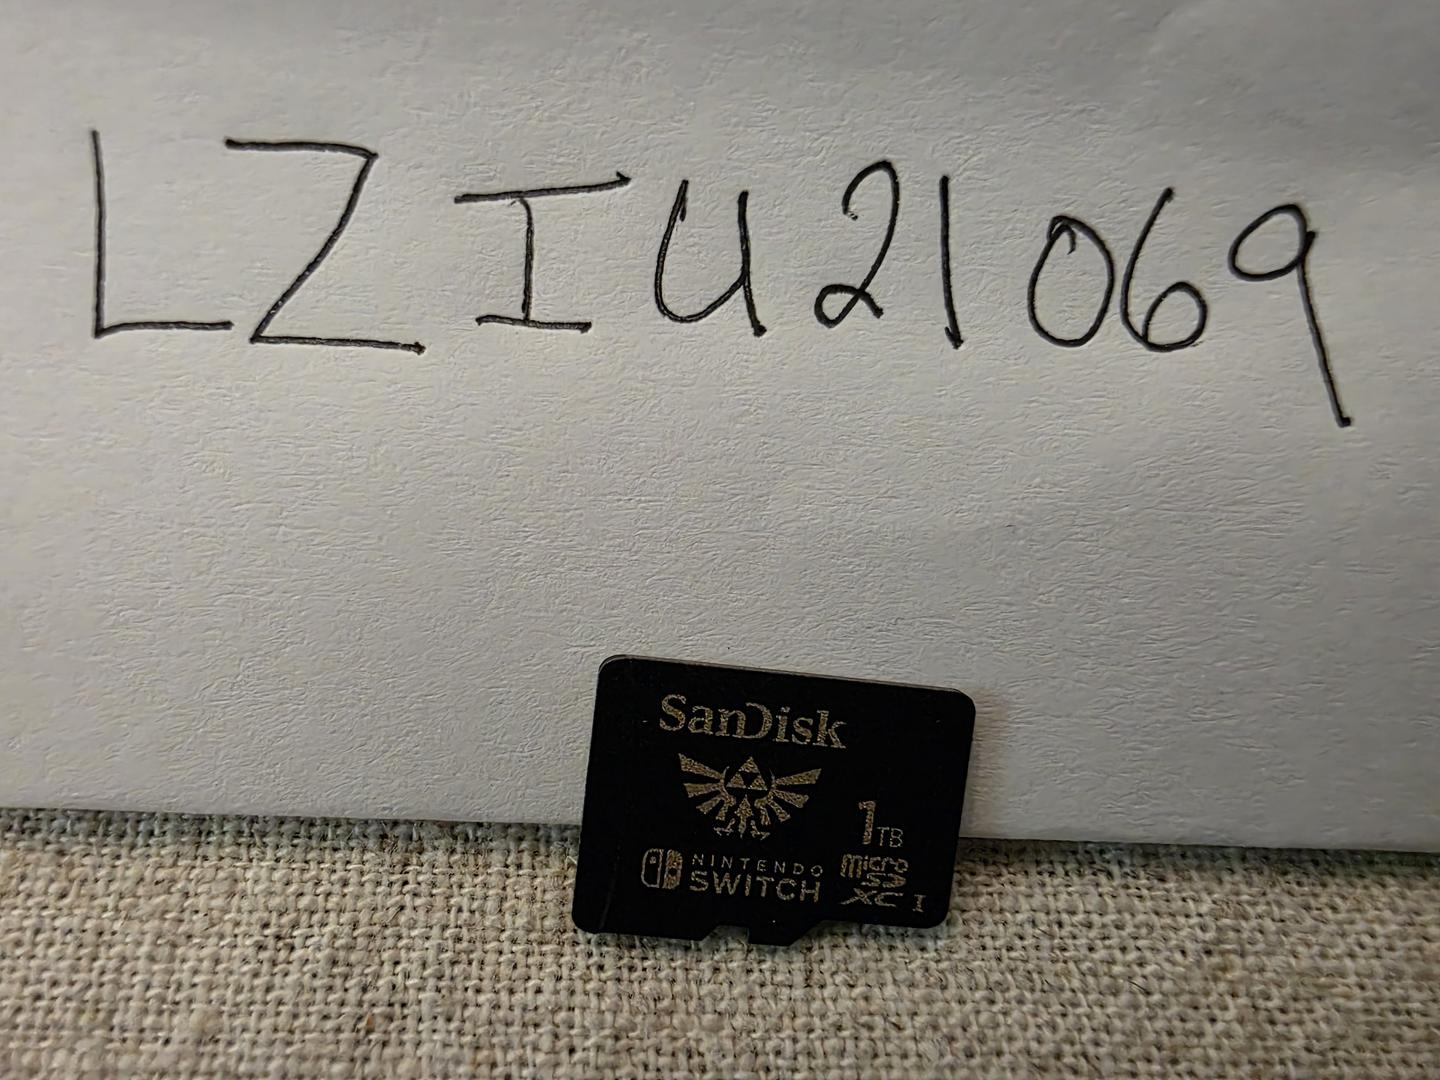 LZIU21069
SanDisk
1TB
NINTENDO
SWITCH
micro
SD
XC I